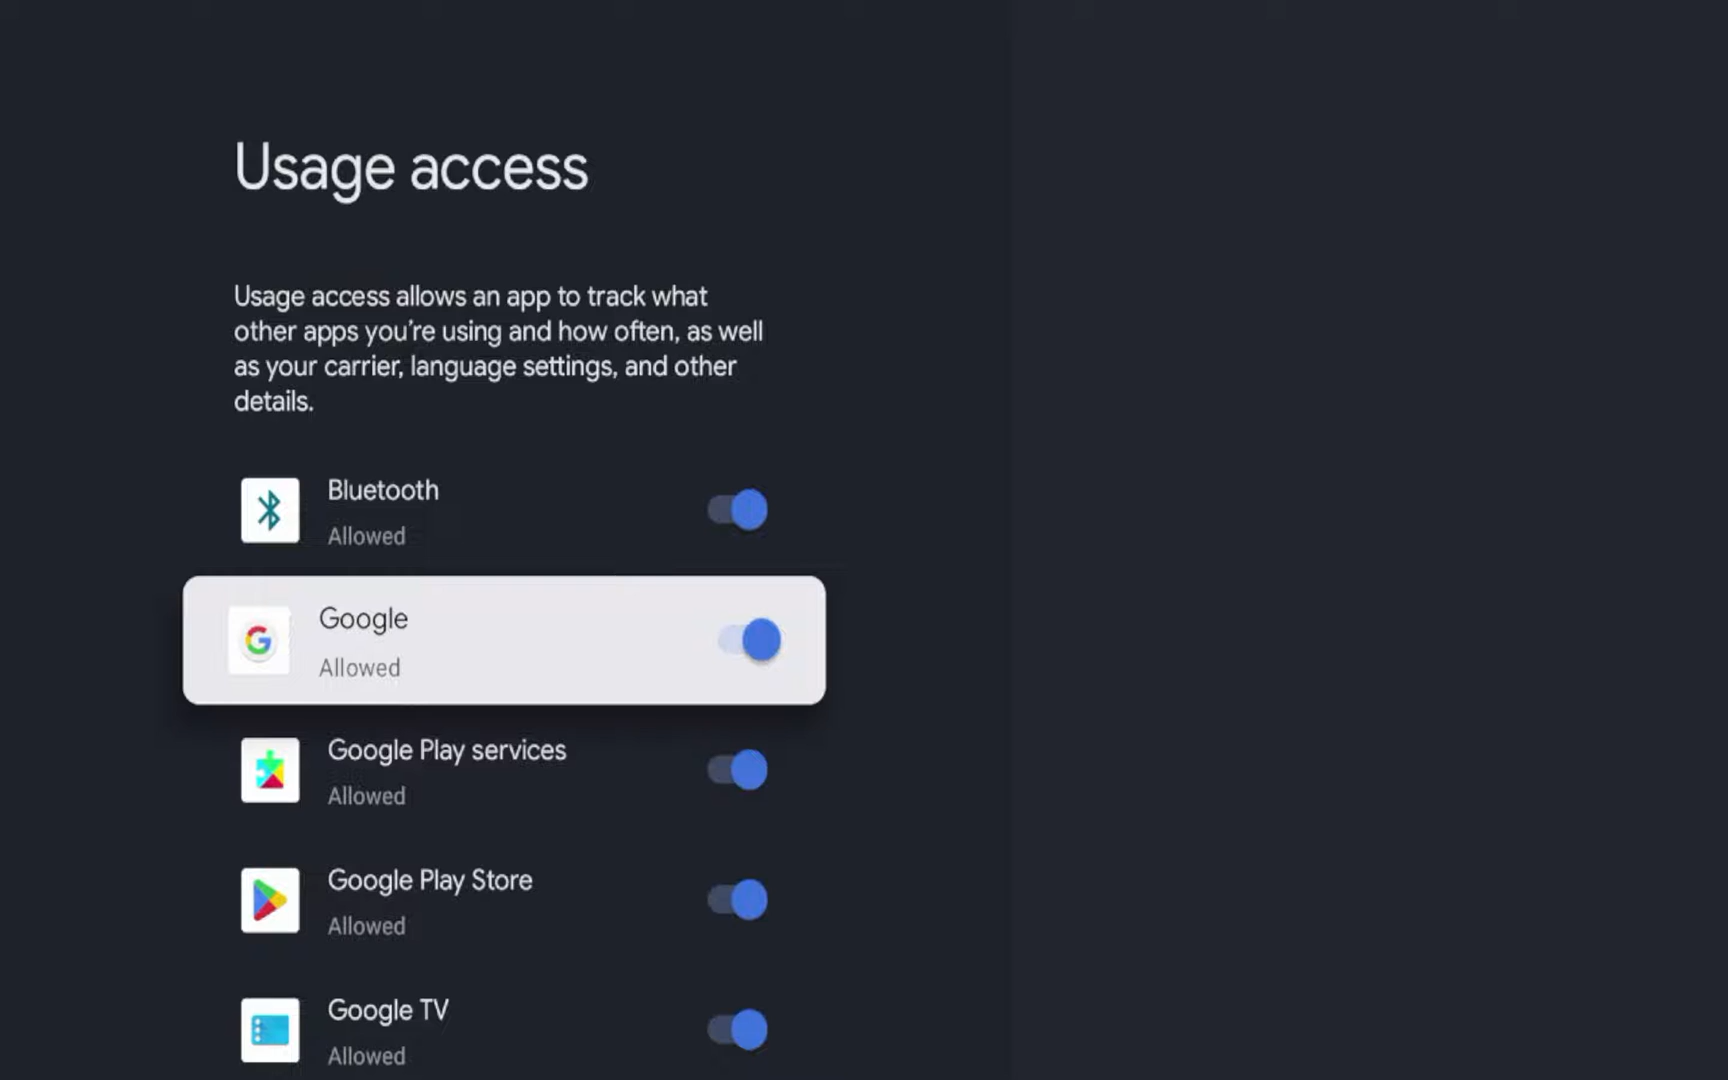 Usage access
Usage access allows an app to track what
other apps you're using and how often, as well
as your carrier, language settings, and other
details.
Bluetooth
Allowed
Google
Allowed
Google Play services
Allowed
Google Play Store
Allowed
Google TV
Allowed